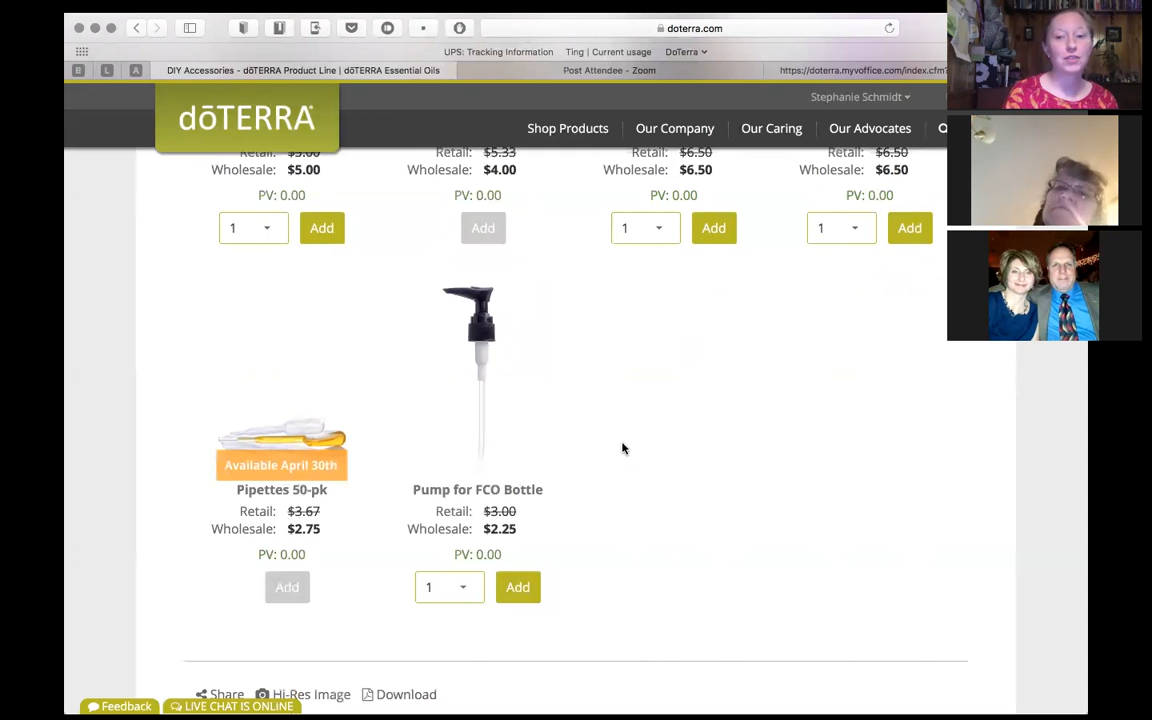 doterra.com
UPS: Tracking Information Ting | Current usage DoTerra
B L A DIY Accessories - dōTERRA Product Line | dōTERRA Essential Oils Post Attendee - Zoom https://doterra.myvoffice.com/index.cfm?
Stephanie Schmidt
dōTERRA
Shop Products Our Company Our Caring Our Advocates
Retail: $5.00 Retail: $5.33 Retail: $6.50 Retail: $6.50
Wholesale: $5.00 Wholesale: $4.00 Wholesale: $6.50 Wholesale: $6.50
PV: 0.00 PV: 0.00 PV: 0.00 PV: 0.00
1 Add Add 1 Add 1 Add
Available April 30th
Pipettes 50-pk Pump for FCO Bottle
Retail: $3.67 Retail: $3.00
Wholesale: $2.75 Wholesale: $2.25
PV: 0.00 PV: 0.00
Add 1 Add
Share Hi-Res Image Download
Feedback LIVE CHAT IS ONLINE